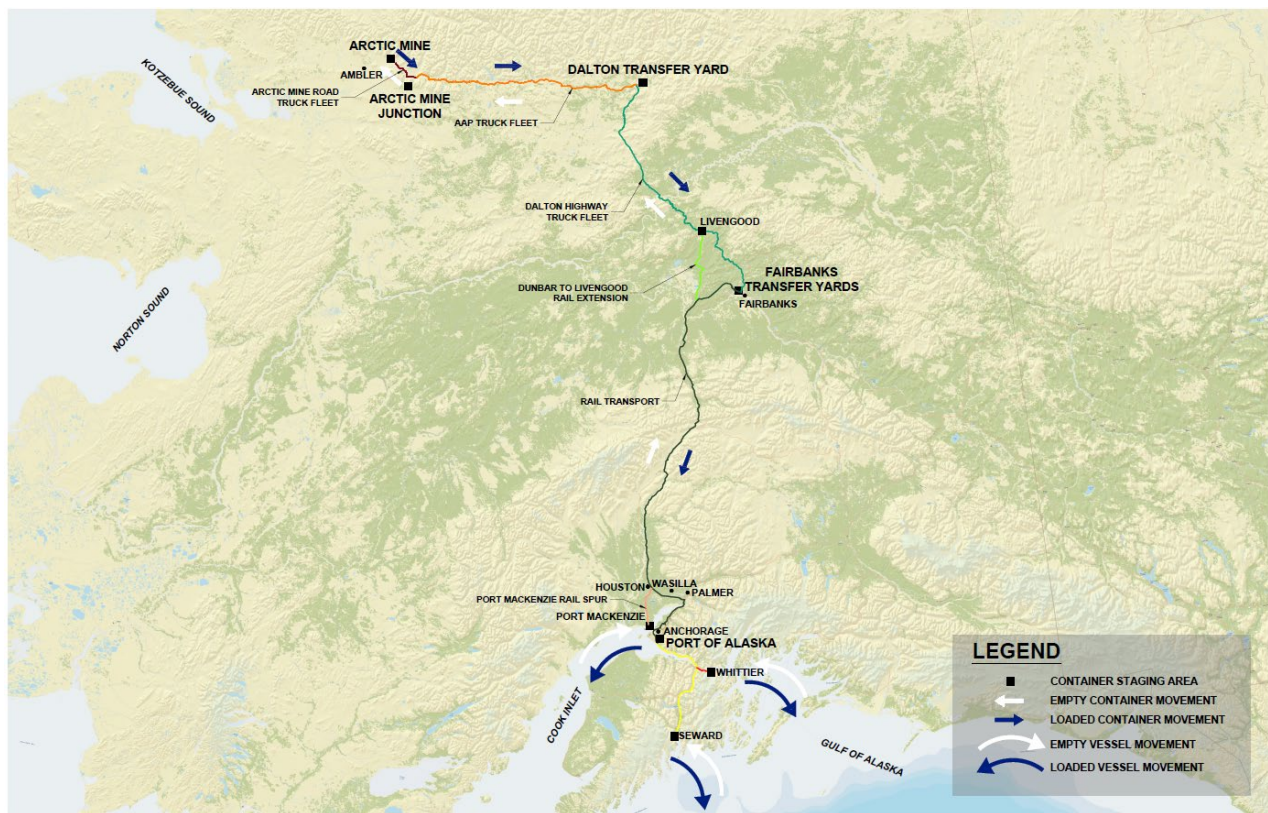 ARCTIC MINE
KOTZEBUE SOUND
AMBLER
DALTON TRANSFER YARD
ARCTIC MINE ROAD
TRUCK FLEET
ARCTIC MINE
JUNCTION
AAP TRUCK FLEET
DALTON HIGHWAY
TRUCK FLEET
LIVENGOOD
DUNBAR TO LIVENGOOD
RAIL EXTENSION
FAIRBANKS
TRANSFER YARDS
FAIRBANKS
NORTON SOUND
RAIL TRANSPORT
HOUSTON
WASILLA
PALMER
PORT MACKENZIE RAIL SPUR
PORT MACKENZIE
ANCHORAGE
PORT OF ALASKA
WHITTIER
COOK INLET
SEWARD
GULF OF ALASKA
LEGEND
CONTAINER STAGING AREA
EMPTY CONTAINER MOVEMENT
LOADED CONTAINER MOVEMENT
EMPTY VESSEL MOVEMENT
LOADED VESSEL MOVEMENT